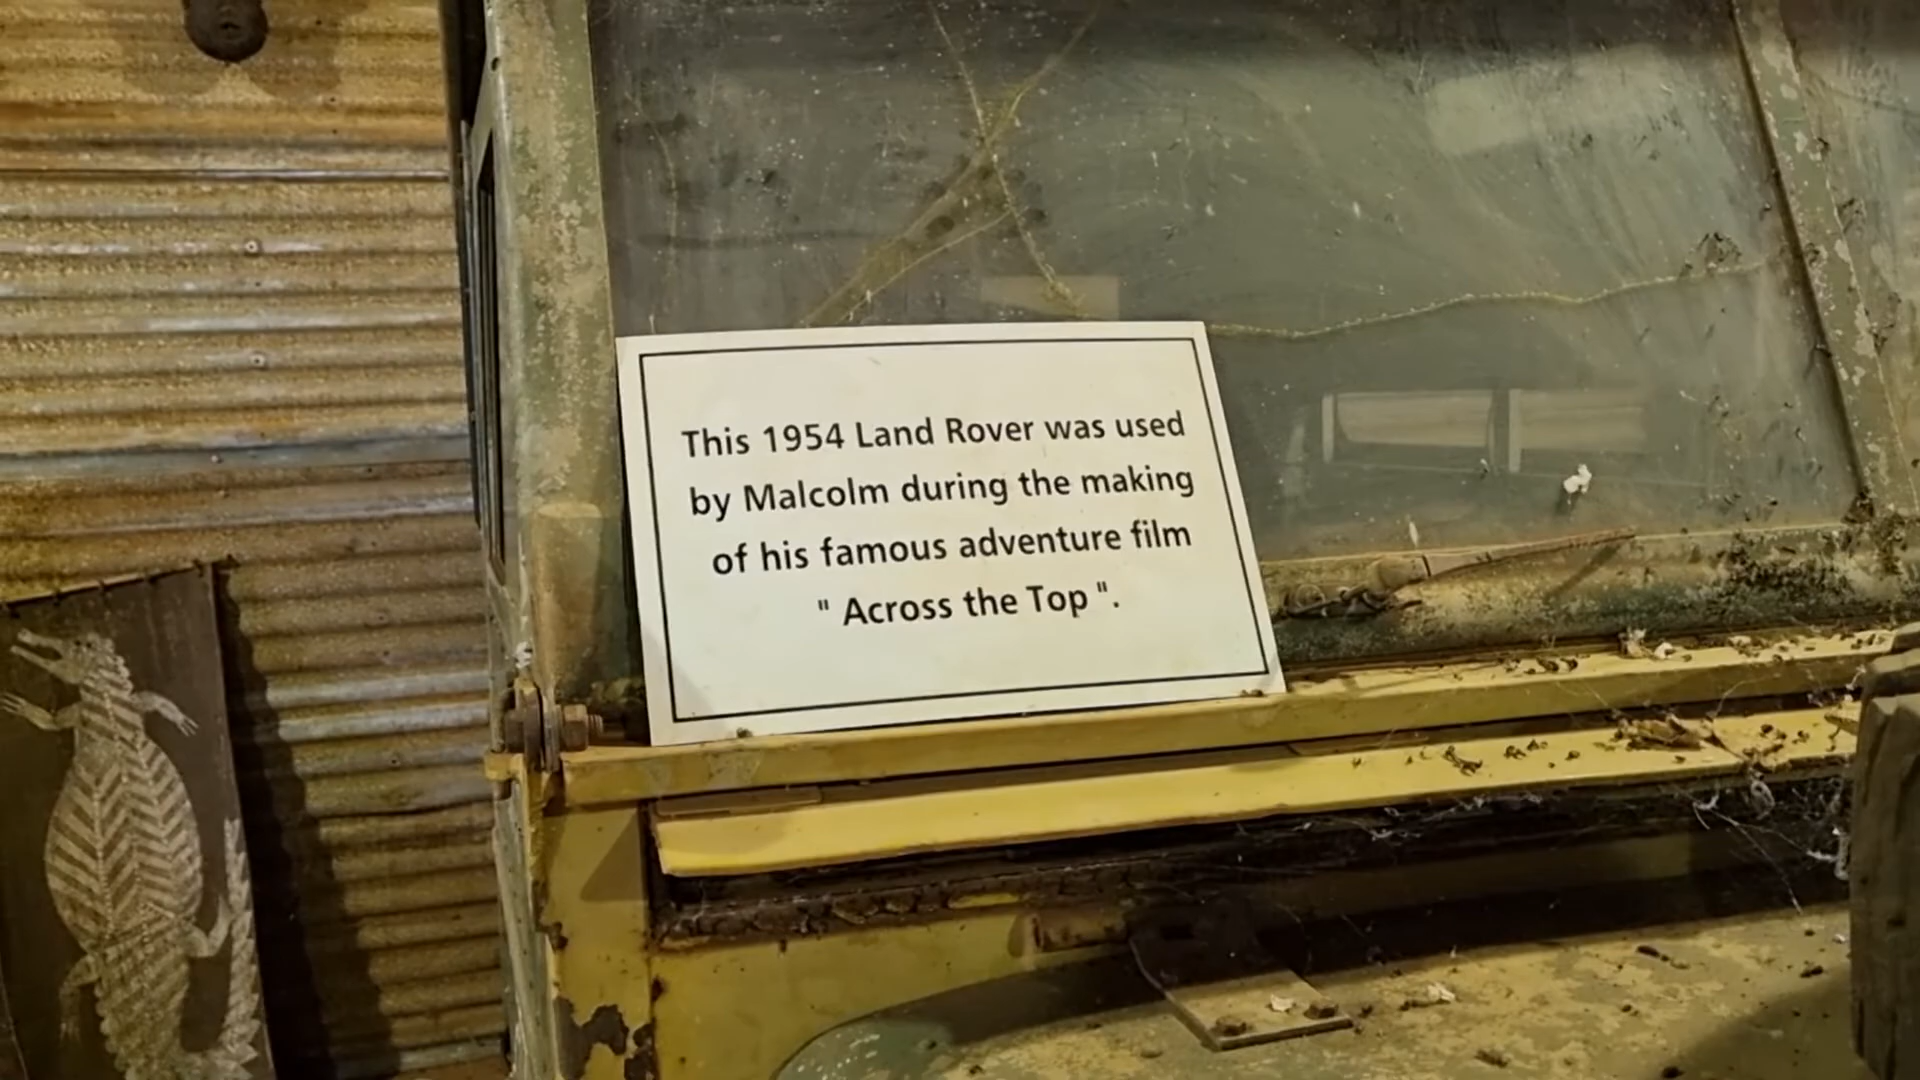 This 1954 Land Rover was used
by Malcolm during the making
of his famous adventure film
" Across the Top ".